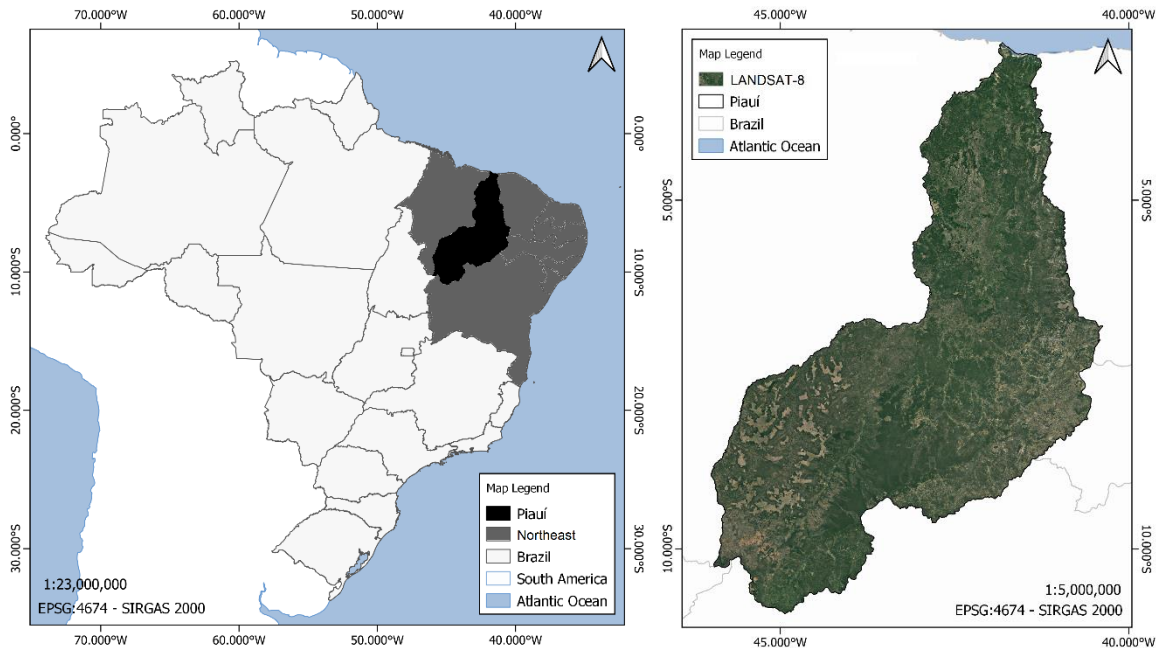 70.000°W 60.000°W 50.000°W 40.000°W
0.000° 0.000°
10.000°S 10.000°S
20.000°S 20.000°S
30.000°S 30.000°S
Map Legend
Piauí
Northeast
Brazil
South America
Atlantic Ocean
1:23,000,000
EPSG:4674 - SIRGAS 2000
70.000°W 60.000°W 50.000°W 40.000°W
45.000°W 40.000°W
Map Legend
LANDSAT-8
Piauí
Brazil
Atlantic Ocean
5.000°S 5.000°S
10.000°S 10.000°S
1:5,000,000
EPSG:4674 - SIRGAS 2000
45.000°W 40.000°W